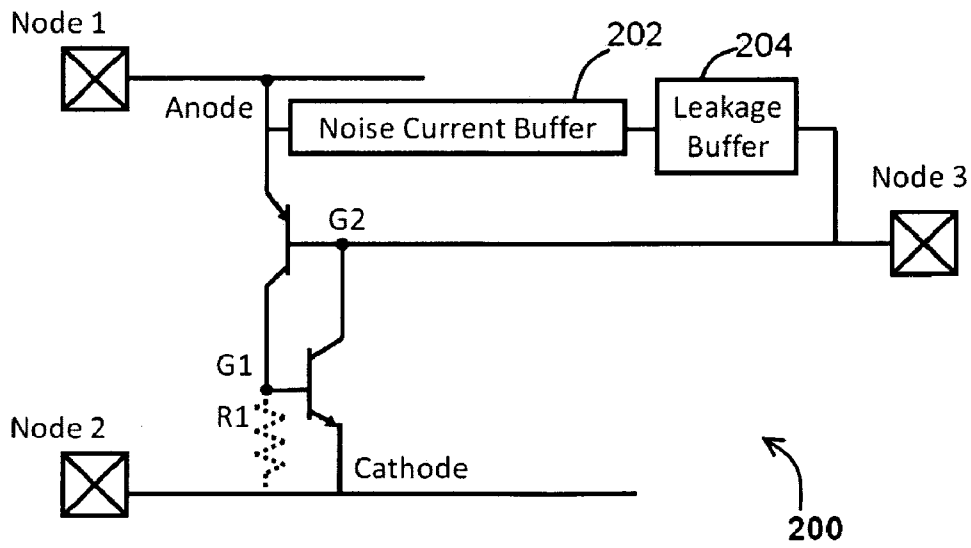 Node 1
202
204
Anode
Noise Current Buffer
Leakage
Buffer
Node 3
G2
G1
R1
Node 2
Cathode
200